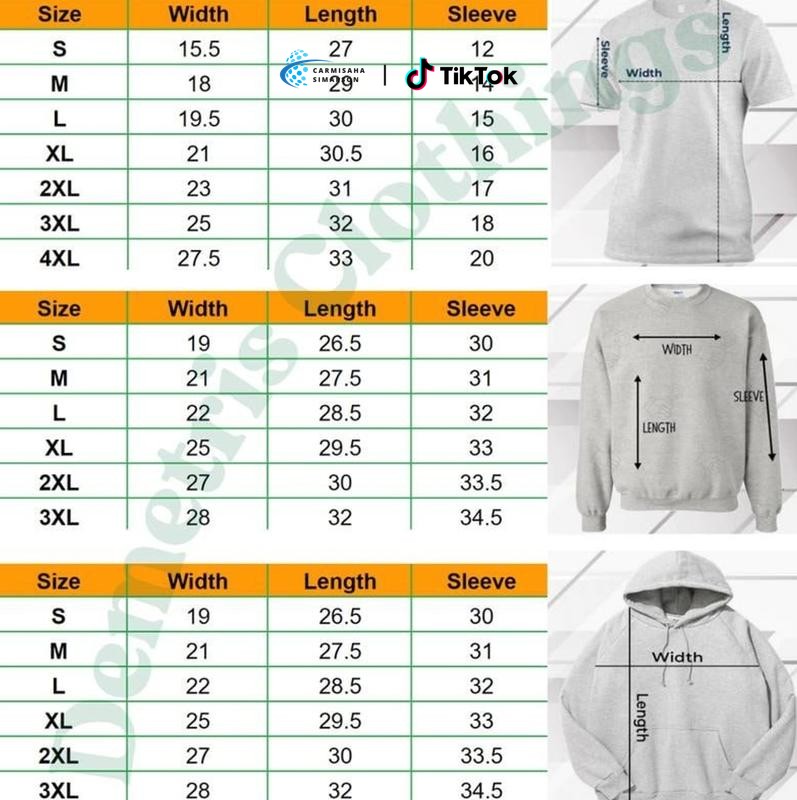 Size Width Length Sleeve
S 15.5 27 12
CARMISAHA
SIMARSON
TikTok
M 18 29 14
L 19.5 30 15
XL 21 30.5 16
2XL 23 31 17
3XL 25 32 18
4XL 27.5 33 20
Sleeve
Width
Length
Size Width Length Sleeve
S 19 26.5 30
M 21 27.5 31
L 22 28.5 32
XL 25 29.5 33
2XL 27 30 33.5
3XL 28 32 34.5
WIDTH
SLEEVE
LENGTH
Size Width Length Sleeve
S 19 26.5 30
M 21 27.5 31
L 22 28.5 32
XL 25 29.5 33
2XL 27 30 33.5
3XL 28 32 34.5
Width
Length
Demetris Clothings